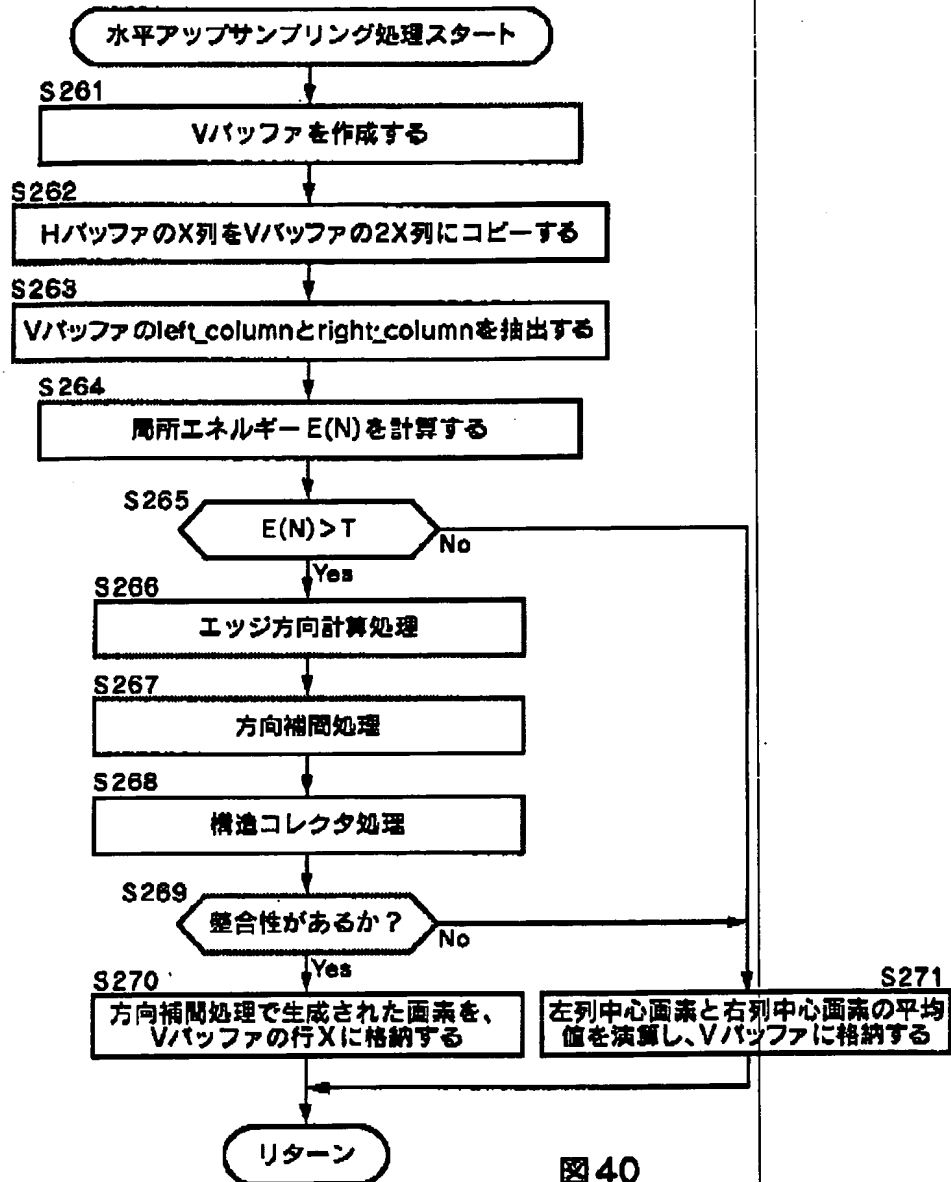 水平アップサンプリング処理スタート
S261
Vバッファを作成する
S262
HバッファのX列をVバッファの2X列にコピーする
S263
Vバッファのleft_columnとright_columnを抽出する
S264
局所エネルギーE(N)を計算する
S265
E(N)>T
No
Yes
S266
エッジ方向計算処理
S267
方向補間処理
S268
構造コレクタ処理
S269
整合性があるか?
No
Yes
S270
方向補間処理で生成された画素を、
Vバッファの行Xに格納する
S271
左列中心画素と右列中心画素の平均
値を演算し、Vバッファに格納する
リターン
図40